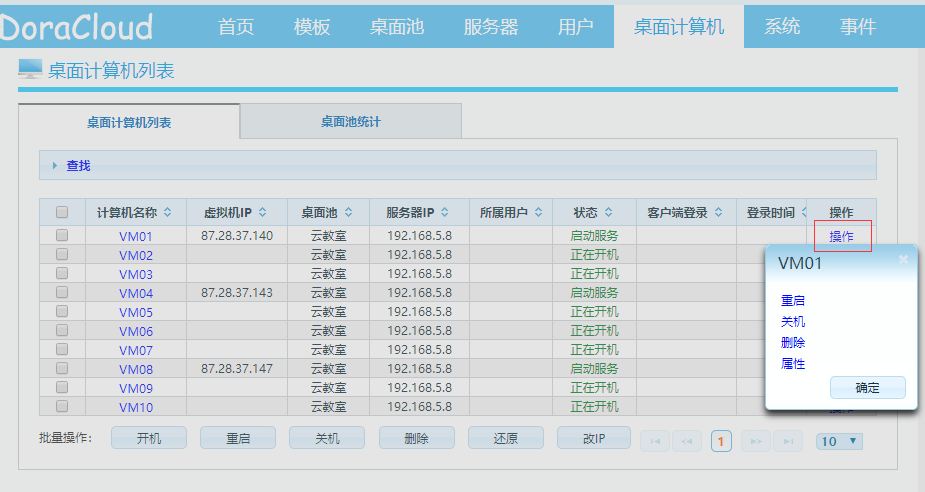 DoraCloud 首页 模板 桌面池 服务器 用户 桌面计算机 系统 事件
桌面计算机列表
桌面计算机列表 桌面池统计
查找
计算机名称 虚拟机IP 桌面池 服务器IP 所属用户 状态 客户端登录 登录时间 操作
VM01 87.28.37.140 云教室 192.168.5.8 启动服务 操作
VM02 云教室 192.168.5.8 正在开机
VM03 云教室 192.168.5.8 正在开机
VM04 87.28.37.143 云教室 192.168.5.8 启动服务
VM05 云教室 192.168.5.8 正在开机
VM06 云教室 192.168.5.8 正在开机
VM07 云教室 192.168.5.8 正在开机
VM08 87.28.37.147 云教室 192.168.5.8 启动服务
VM09 云教室 192.168.5.8 正在开机
VM10 云教室 192.168.5.8 正在开机
VM01
重启
关机
删除
属性
确定
批量操作: 开机 重启 关机 删除 还原 改IP 1 10